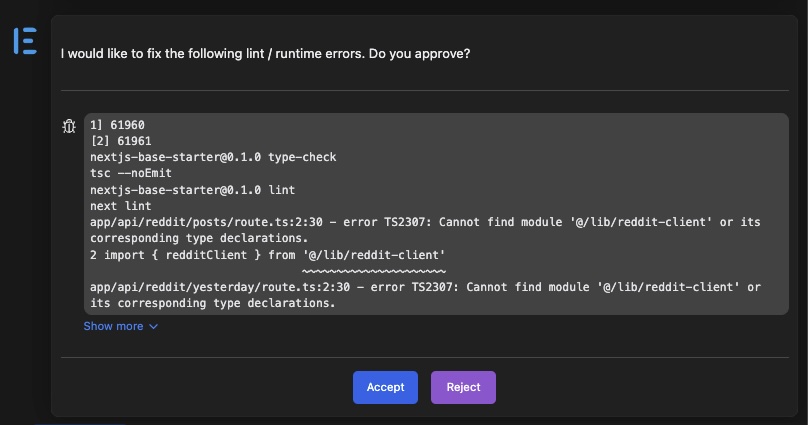 I would like to fix the following lint / runtime errors. Do you approve?
1] 61960
[2] 61961
nextjs-base-starter@0.1.0 type-check
tsc --noEmit
nextjs-base-starter@0.1.0 lint
next lint
app/api/reddit/posts/route.ts:2:30 - error TS2307: Cannot find module '@/lib/reddit-client' or its
corresponding type declarations.
2 import { redditClient } from '@/lib/reddit-client'
~~~~~~~~~~~~~~~~~~~~~
app/api/reddit/yesterday/route.ts:2:30 - error TS2307: Cannot find module '@/lib/reddit-client' or
its corresponding type declarations.
Show more
Accept Reject